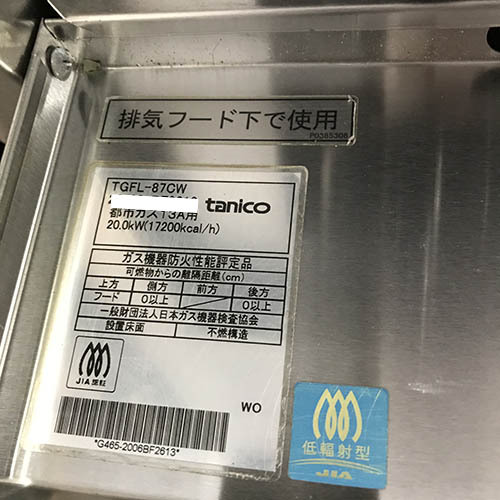 排気フード下で使用
P0385308
TGFL-87CW
tanico
都市ガス13A用
20.0kW(17200kcal/h)
ガス機器防火性能評定品
可燃物からの離隔距離(cm)
上方 側方 前方 後方
フード 0以上 0以上
一般財団法人日本ガス機器検査協会
設置床面 不燃構造
JIA認証
WO
*G465-2006BF2613*
低輻射型
JIA